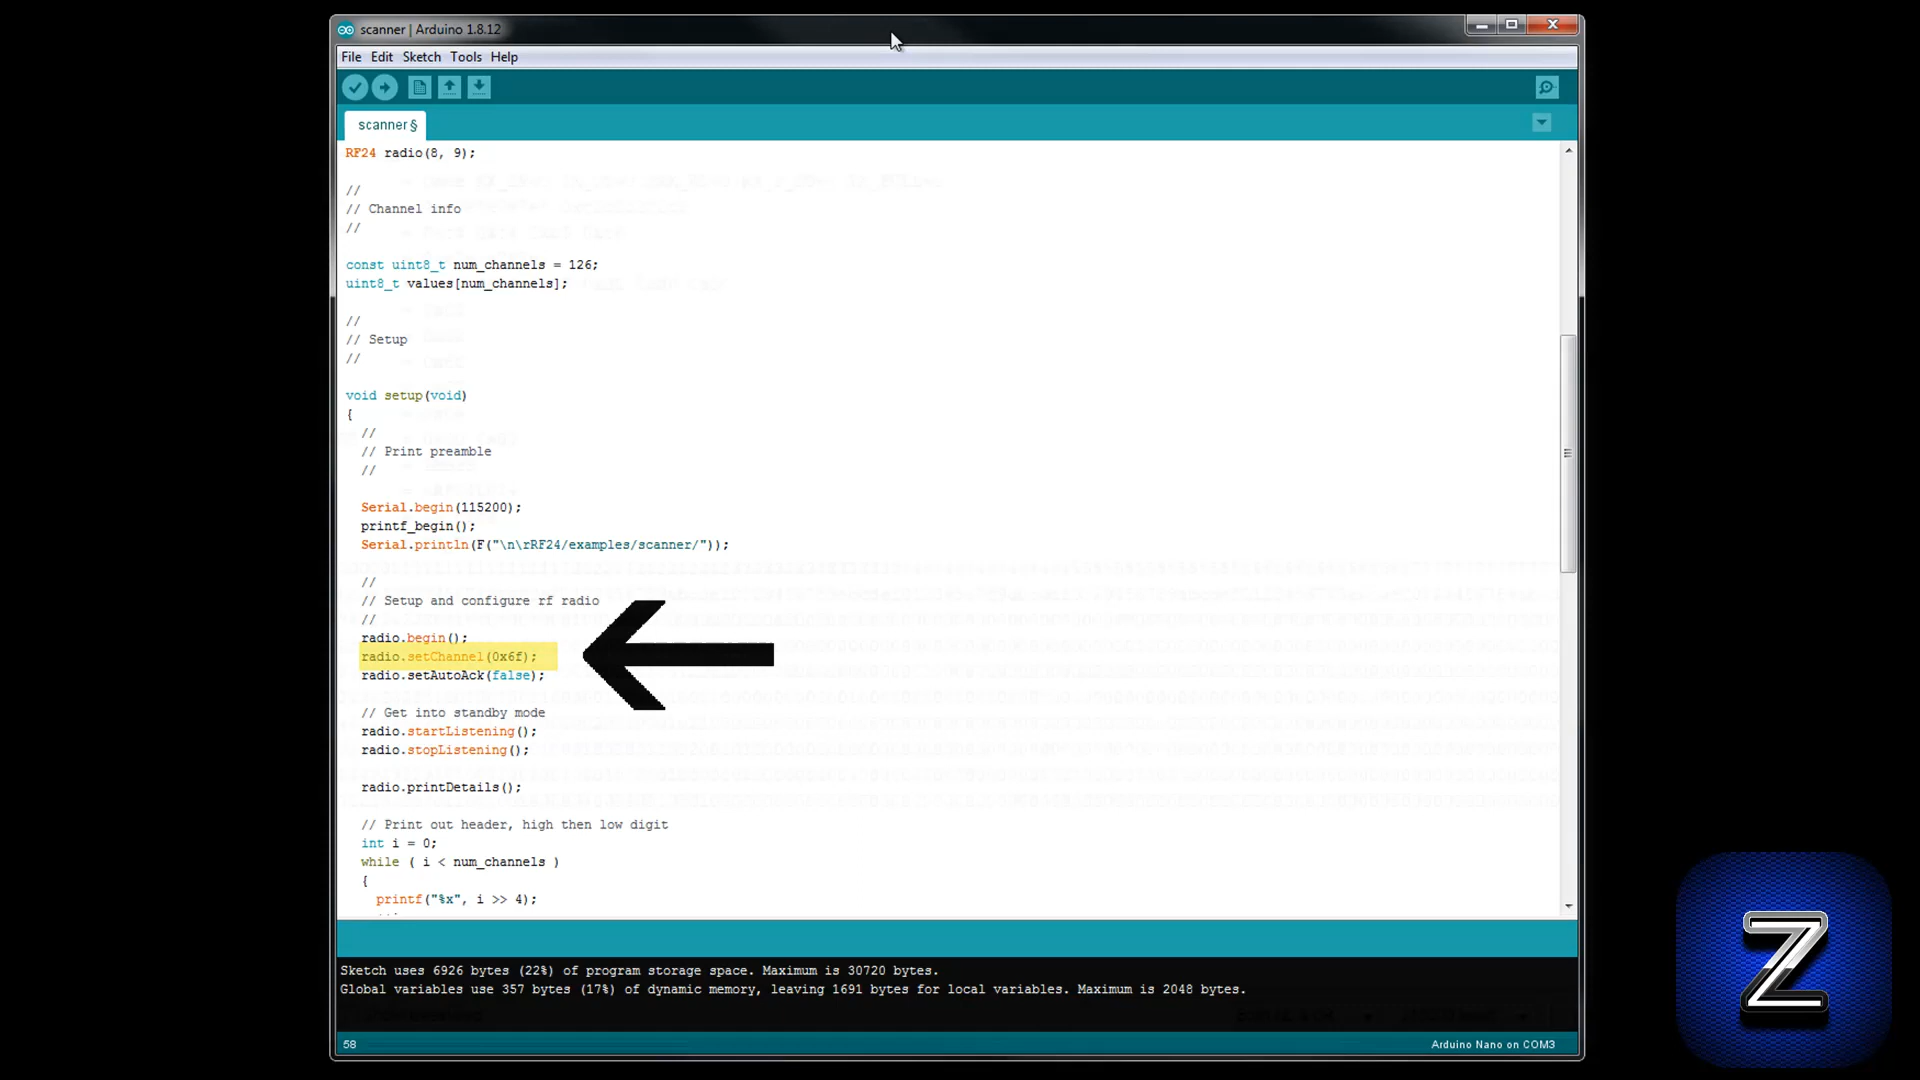 scanner | Arduino 1.8.12
File Edit Sketch Tools Help
scanner §
RF24 radio(8, 9);
//
// Channel info
//
const uint8_t num_channels = 126;
uint8_t values[num_channels];
//
// Setup
//
void setup(void)
{
//
// Print preamble
//
Serial.begin(115200);
printf_begin();
Serial.println(F("\n\rRF24/examples/scanner/"));
//
// Setup and configure rf radio
//
radio.begin();
radio.setChannel(0x6f);
radio.setAutoAck(false);
// Get into standby mode
radio.startListening();
radio.stopListening();
radio.printDetails();
// Print out header, high then low digit
int i = 0;
while ( i < num_channels )
{
printf("%x", i >> 4);
Sketch uses 6926 bytes (22%) of program storage space. Maximum is 30720 bytes.
Global variables use 357 bytes (17%) of dynamic memory, leaving 1691 bytes for local variables. Maximum is 2048 bytes.
58
Arduino Nano on COM3
Z